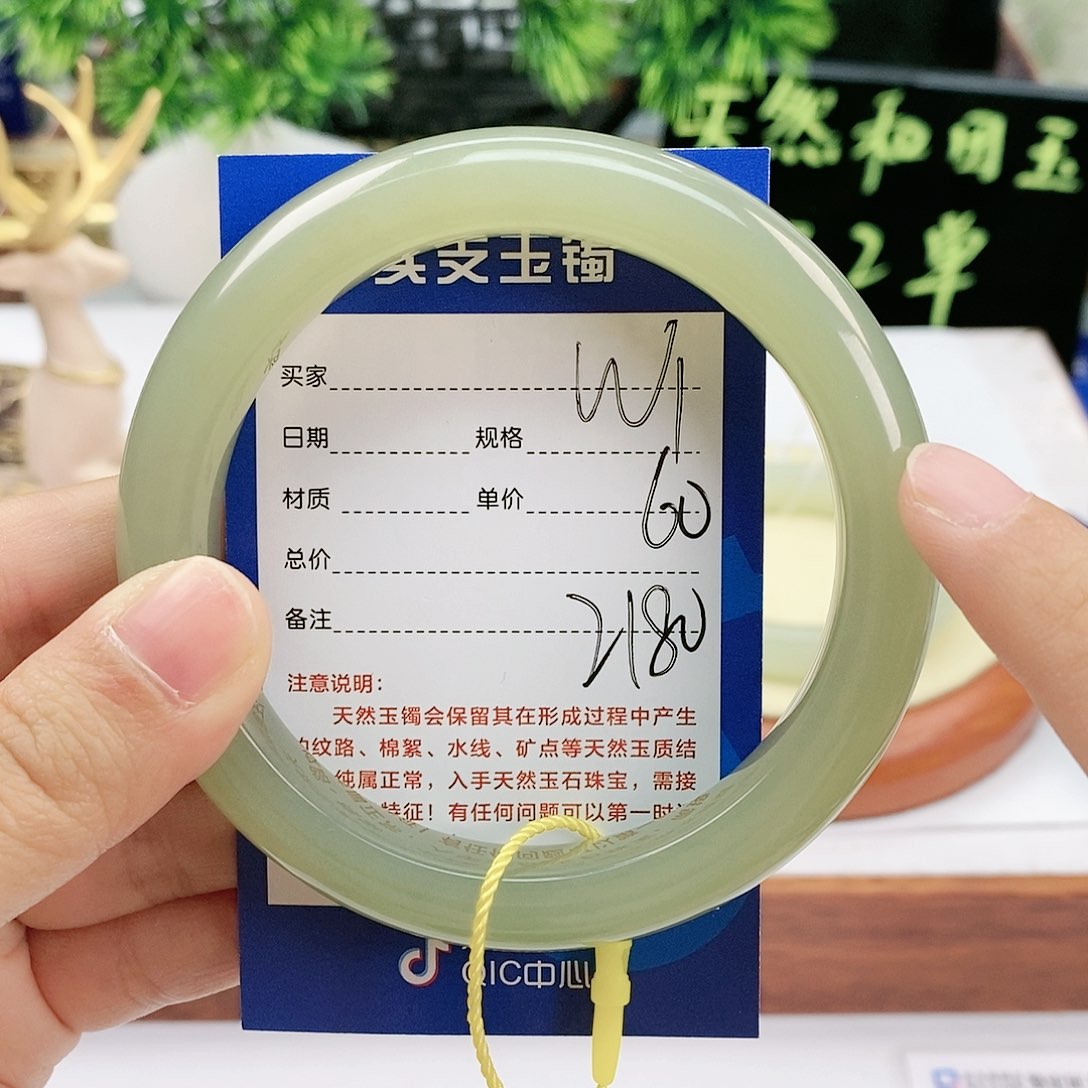 天然和田玉
2单
实支玉镯
买家
W1
日期 规格
材质 单价
60
总价
备注
2180
注意说明：
天然玉镯会保留其在形成过程中产生
纹路、棉絮、水线、矿点等天然玉质结
纯属正常，入手天然玉石珠宝，需接
特征！有任何问题可以第一时
QIC中心